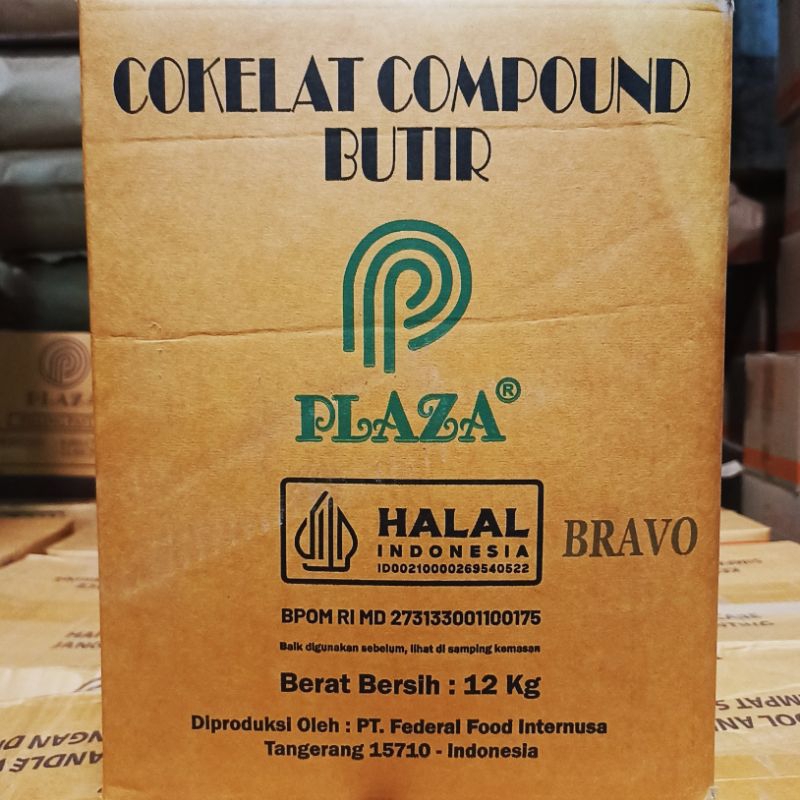 COKELAT COMPOUND
BUTIR
PLAZA®
HALAL
INDONESIA
ID00210000269540522
BRAVO
BPOM RI MD 273133001100175
Baik digunakan sebelum, lihat di samping kemasan
Berat Bersih : 12 Kg
Diproduksi Oleh : PT. Federal Food Internusa
Tangerang 15710 - Indonesia
PLAZA